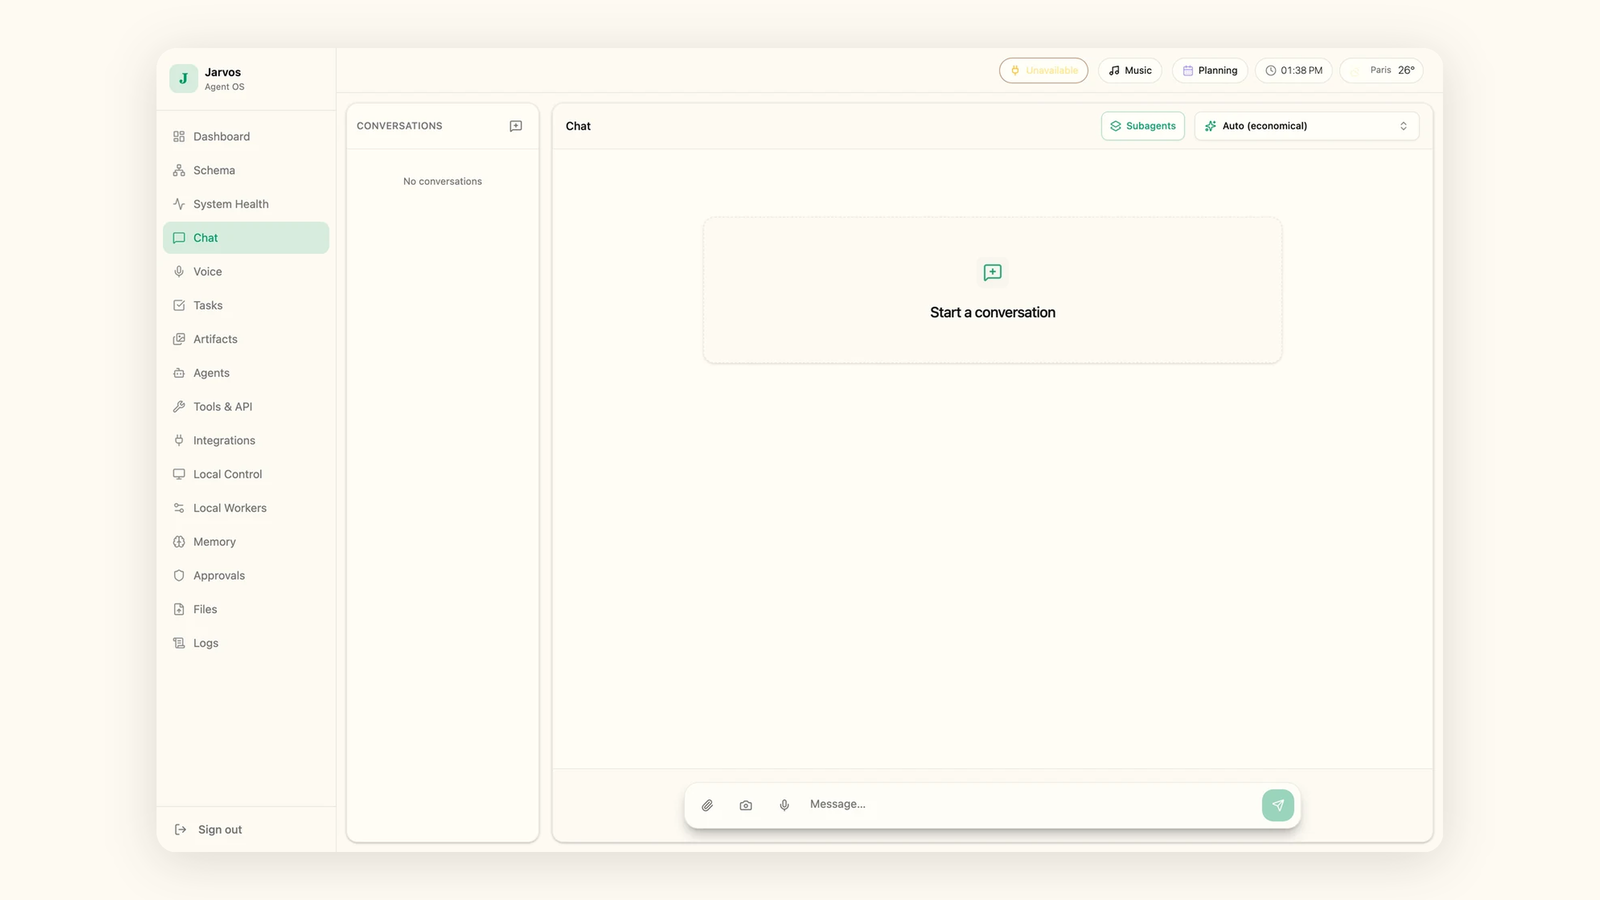 J
Jarvos
Agent OS
Unavailable
Music
Planning
01:38 PM
Paris 26°
Dashboard
Schema
System Health
Chat
Voice
Tasks
Artifacts
Agents
Tools & API
Integrations
Local Control
Local Workers
Memory
Approvals
Files
Logs
Sign out
CONVERSATIONS
No conversations
Chat
Subagents
Auto (economical)
Start a conversation
Message...